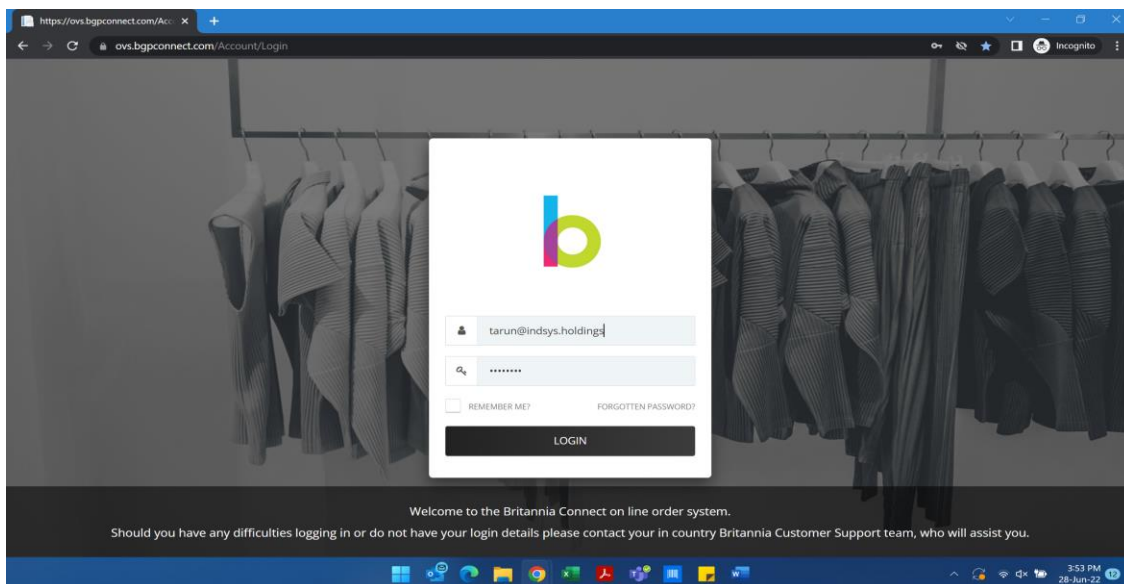 https://ovs.bgpconnect.com/Acc
ovs.bgpconnect.com/Account/Login
Incognito
b
tarun@indsys.holdings
••••••••
REMEMBER ME? FORGOTTEN PASSWORD?
LOGIN
Welcome to the Britannia Connect on line order system.
Should you have any difficulties logging in or do not have your login details please contact your in country Britannia Customer Support team, who will assist you.
3:53 PM
28-Jun-22
12